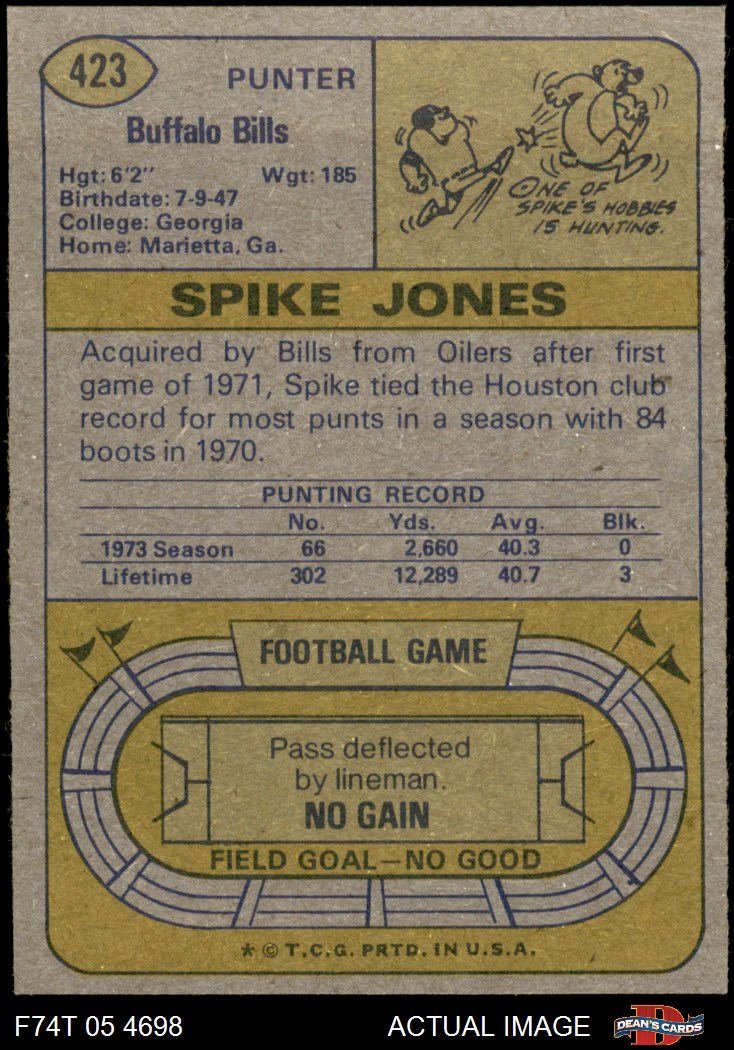 423
PUNTER
Buffalo Bills
Hgt: 6'2" Wgt: 185
Birthdate: 7-9-47
College: Georgia
Home: Marietta, Ga.
ONE OF
SPIKE'S HOBBIES
IS HUNTING.
SPIKE JONES
Acquired by Bills from Oilers after first
game of 1971, Spike tied the Houston club
record for most punts in a season with 84
boots in 1970.
PUNTING RECORD
No. Yds. Avg. Blk.
1973 Season 66 2,660 40.3 0
Lifetime 302 12,289 40.7 3
FOOTBALL GAME
Pass deflected
by lineman.
NO GAIN
FIELD GOAL—NO GOOD
* © T.C.G. PRTD. IN U.S.A.
F74T 05 4698 ACTUAL IMAGE
D
DEAN'S CARDS